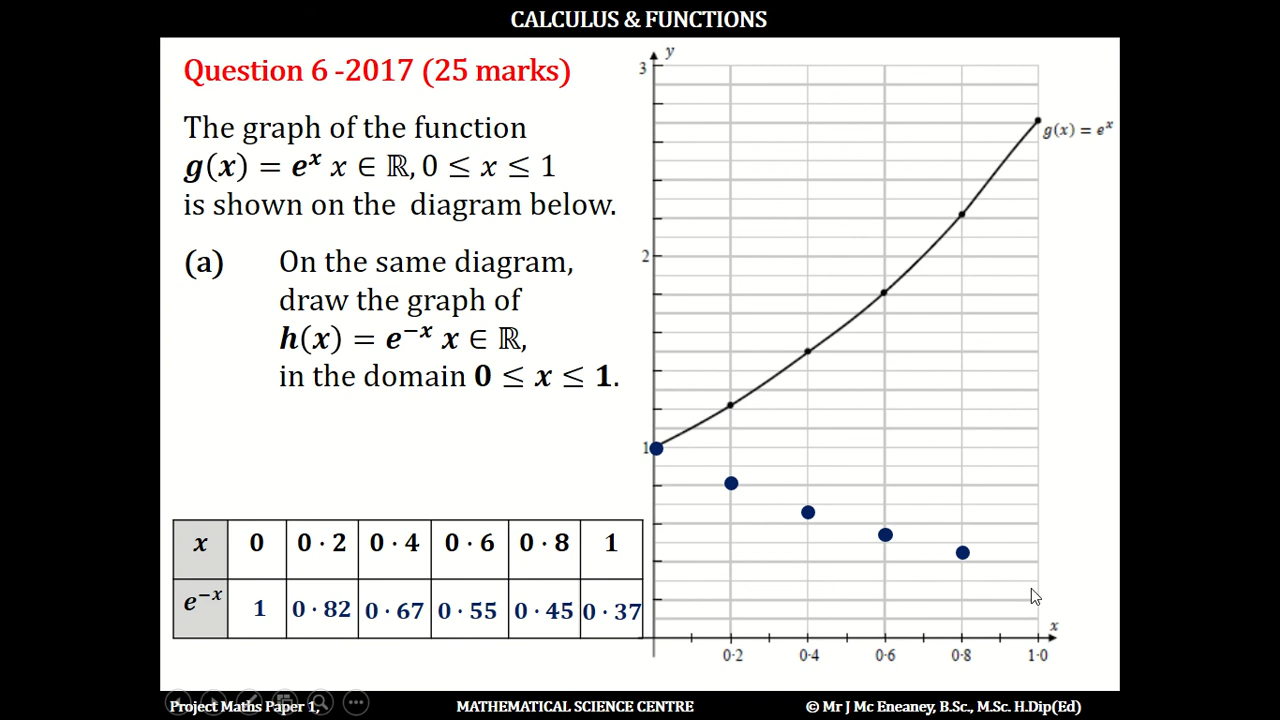 CALCULUS & FUNCTIONS
Question 6 -2017 (25 marks)
The graph of the function
g(x) = eˣ x ∈ ℝ, 0 ≤ x ≤ 1
is shown on the diagram below.
(a) On the same diagram,
draw the graph of
h(x) = e⁻ˣ x ∈ ℝ,
in the domain 0 ≤ x ≤ 1.
x 0 0·2 0·4 0·6 0·8 1
e⁻ˣ 1 0·82 0·67 0·55 0·45 0·37
y
3
g(x) = eˣ
2
1
x
0·2 0·4 0·6 0·8 1·0
Project Maths Paper 1, MATHEMATICAL SCIENCE CENTRE © Mr J Mc Eneaney, B.Sc., M.Sc. H.Dip(Ed)